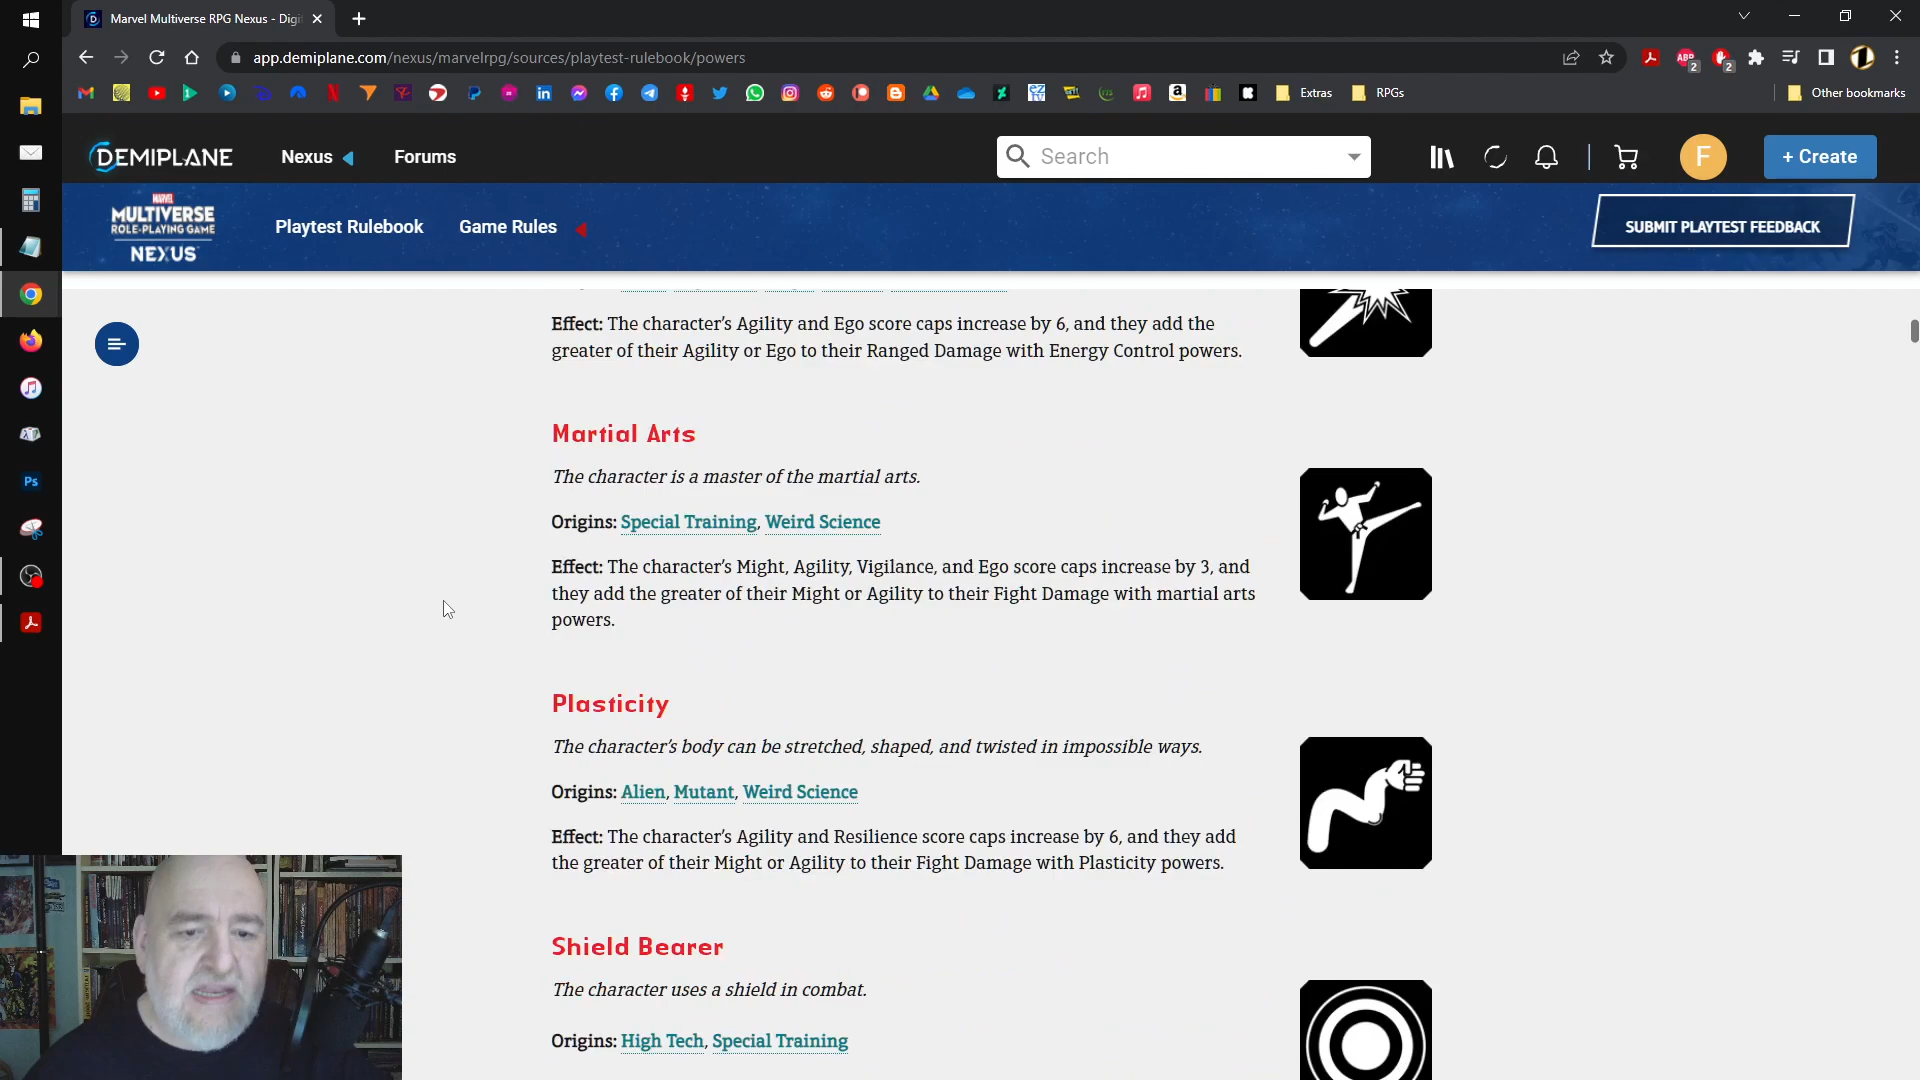 Marvel Multiverse RPG Nexus - Digi
app.demiplane.com/nexus/marvelrpg/sources/playtest-rulebook/powers
Extras
RPGs
Other bookmarks
DEMIPLANE
Nexus
Forums
Search
F
+ Create
MARVEL
MULTIVERSE
ROLE-PLAYING GAME
NEXUS
Playtest Rulebook
Game Rules
SUBMIT PLAYTEST FEEDBACK
Effect: The character’s Agility and Ego score caps increase by 6, and they add the
greater of their Agility or Ego to their Ranged Damage with Energy Control powers.
Martial Arts
The character is a master of the martial arts.
Origins: Special Training, Weird Science
Effect: The character’s Might, Agility, Vigilance, and Ego score caps increase by 3, and
they add the greater of their Might or Agility to their Fight Damage with martial arts
powers.
Plasticity
The character’s body can be stretched, shaped, and twisted in impossible ways.
Origins: Alien, Mutant, Weird Science
Effect: The character’s Agility and Resilience score caps increase by 6, and they add
the greater of their Might or Agility to their Fight Damage with Plasticity powers.
Shield Bearer
The character uses a shield in combat.
Origins: High Tech, Special Training